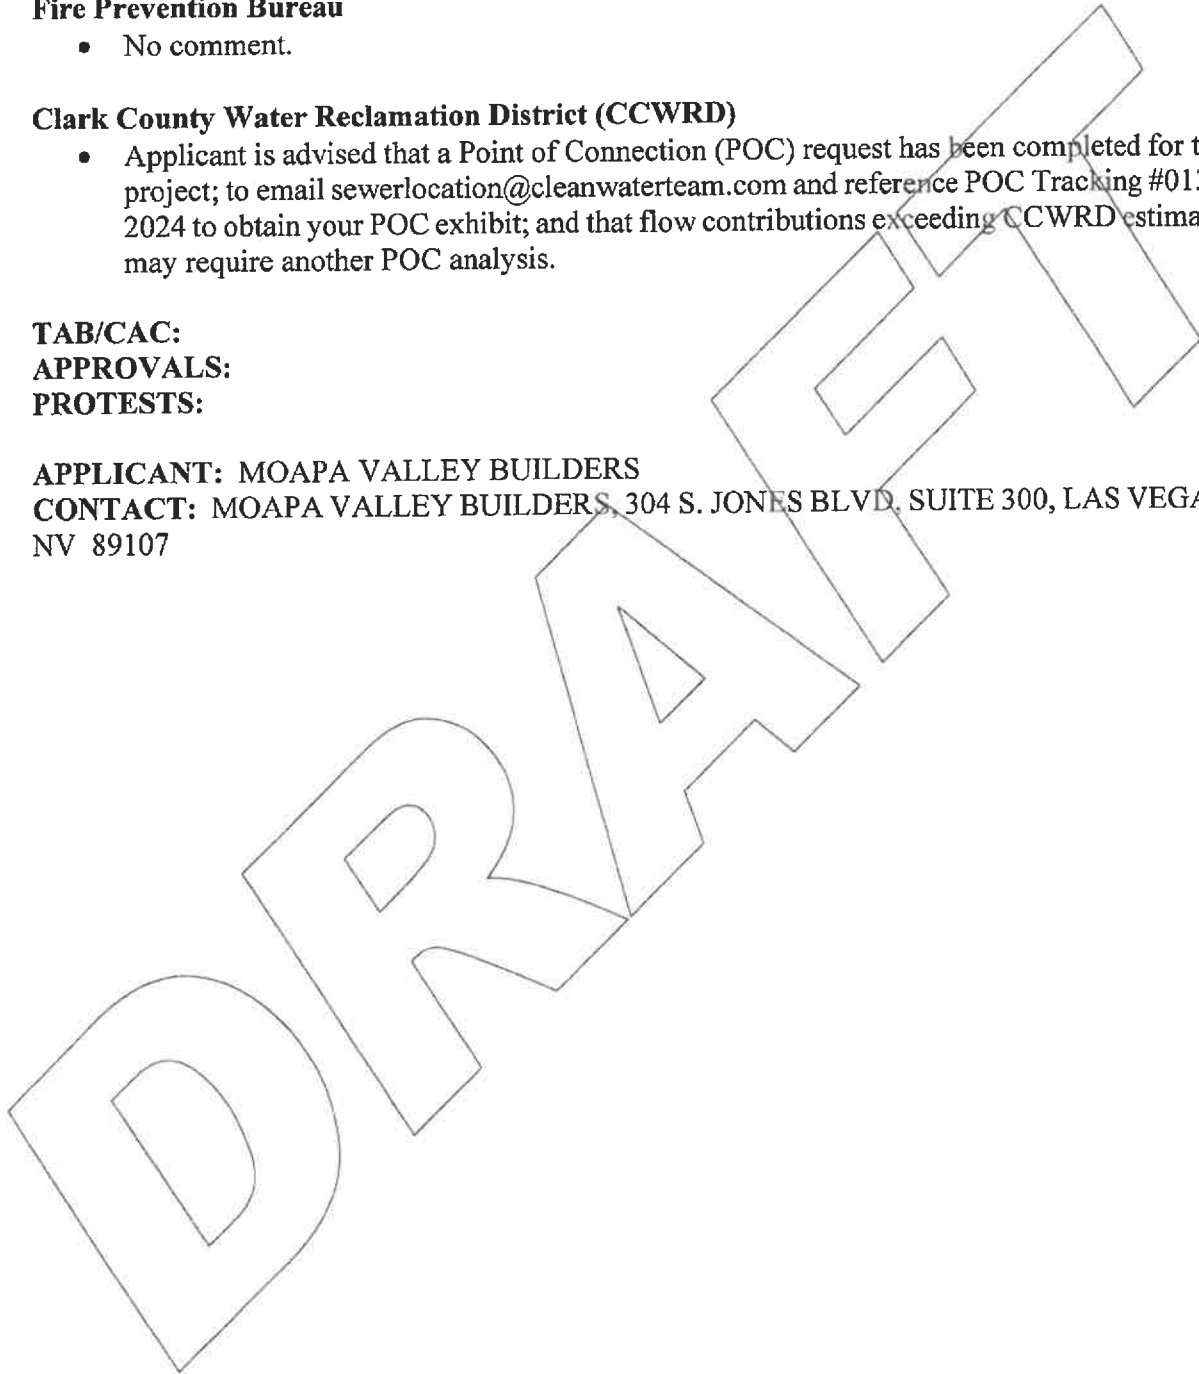 Fire Prevention Bureau
• No comment.
Clark County Water Reclamation District (CCWRD)
• Applicant is advised that a Point of Connection (POC) request has been completed for
project; to email sewerlocation@cleanwaterteam.com and reference POC Tracking
2024 to obtain your POC exhibit; and that flow contributions exceeding CCWRD
may require another POC analysis.
TAB/CAC:
APPROVALS:
PROTESTS:
APPLICANT: MOAPA VALLEY BUILDERS
CONTACT: MOAPA VALLEY BUILDERS, 304 S. JONES BLVD, SUITE 300, LAS
NV 89107
DRAFT